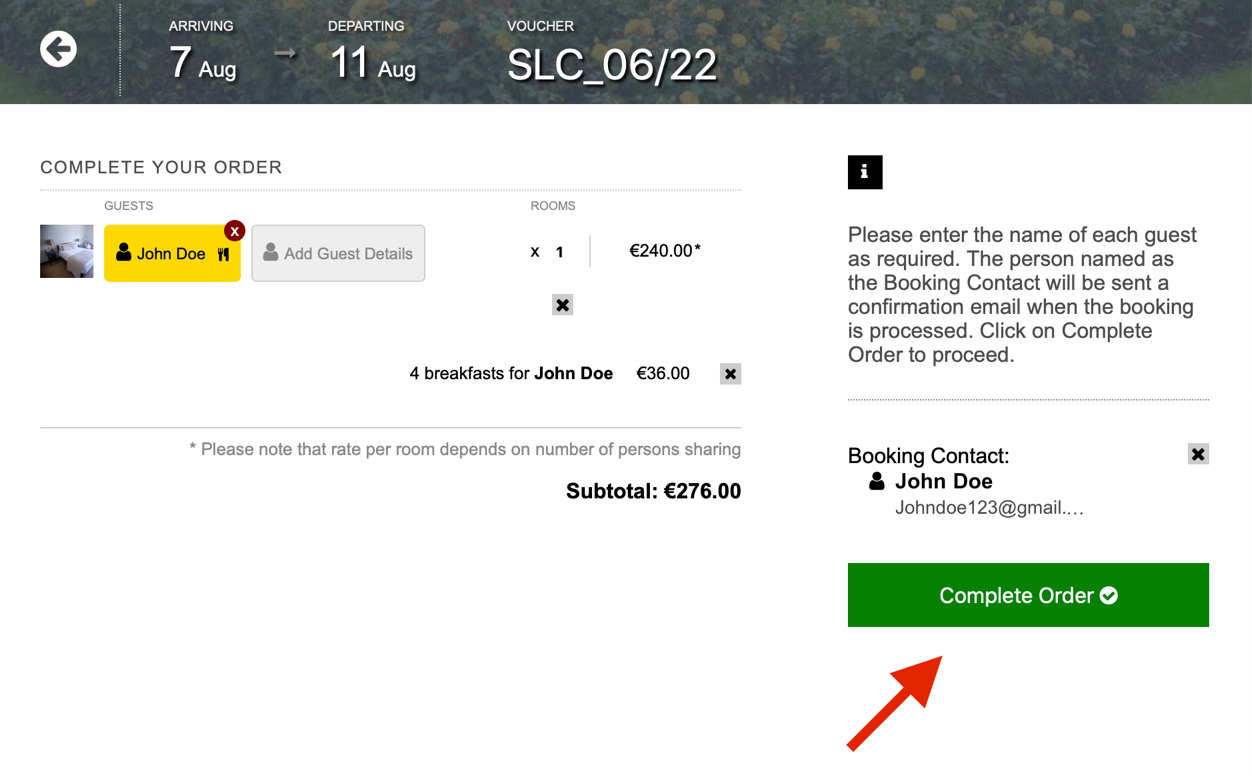 ARRIVING DEPARTING VOUCHER
7 Aug → 11 Aug SLC_06/22
COMPLETE YOUR ORDER
GUESTS ROOMS
x
John Doe Add Guest Details x 1 €240.00*
4 breakfasts for John Doe €36.00
* Please note that rate per room depends on number of persons sharing
Subtotal: €276.00
i
Please enter the name of each guest
as required. The person named as
the Booking Contact will be sent a
confirmation email when the booking
is processed. Click on Complete
Order to proceed.
Booking Contact:
John Doe
Johndoe123@gmail.…
Complete Order